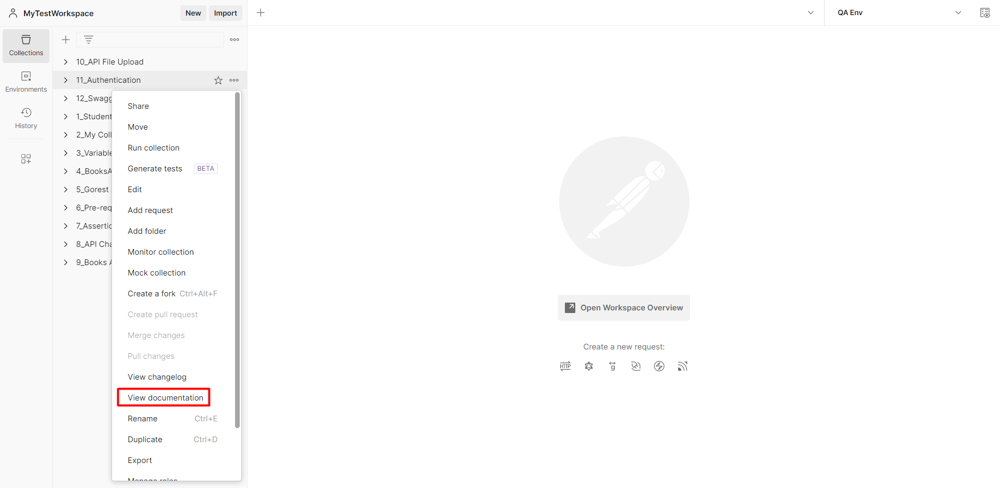 MyTestWorkspace
New
Import
QA Env
Collections
Environments
History
10_API File Upload
11_Authentication
12_Swagg
1_Student
2_My Coll
3_Variable
4_BooksA
5_Gorest
6_Pre-req
7_Assertic
8_API Cha
9_Books A
Share
Move
Run collection
Generate tests BETA
Edit
Add request
Add folder
Monitor collection
Mock collection
Create a fork Ctrl+Alt+F
Create pull request
Merge changes
Pull changes
View changelog
View documentation
Rename Ctrl+E
Duplicate Ctrl+D
Export
Manage roles
Open Workspace Overview
Create a new request:
HTTP
g